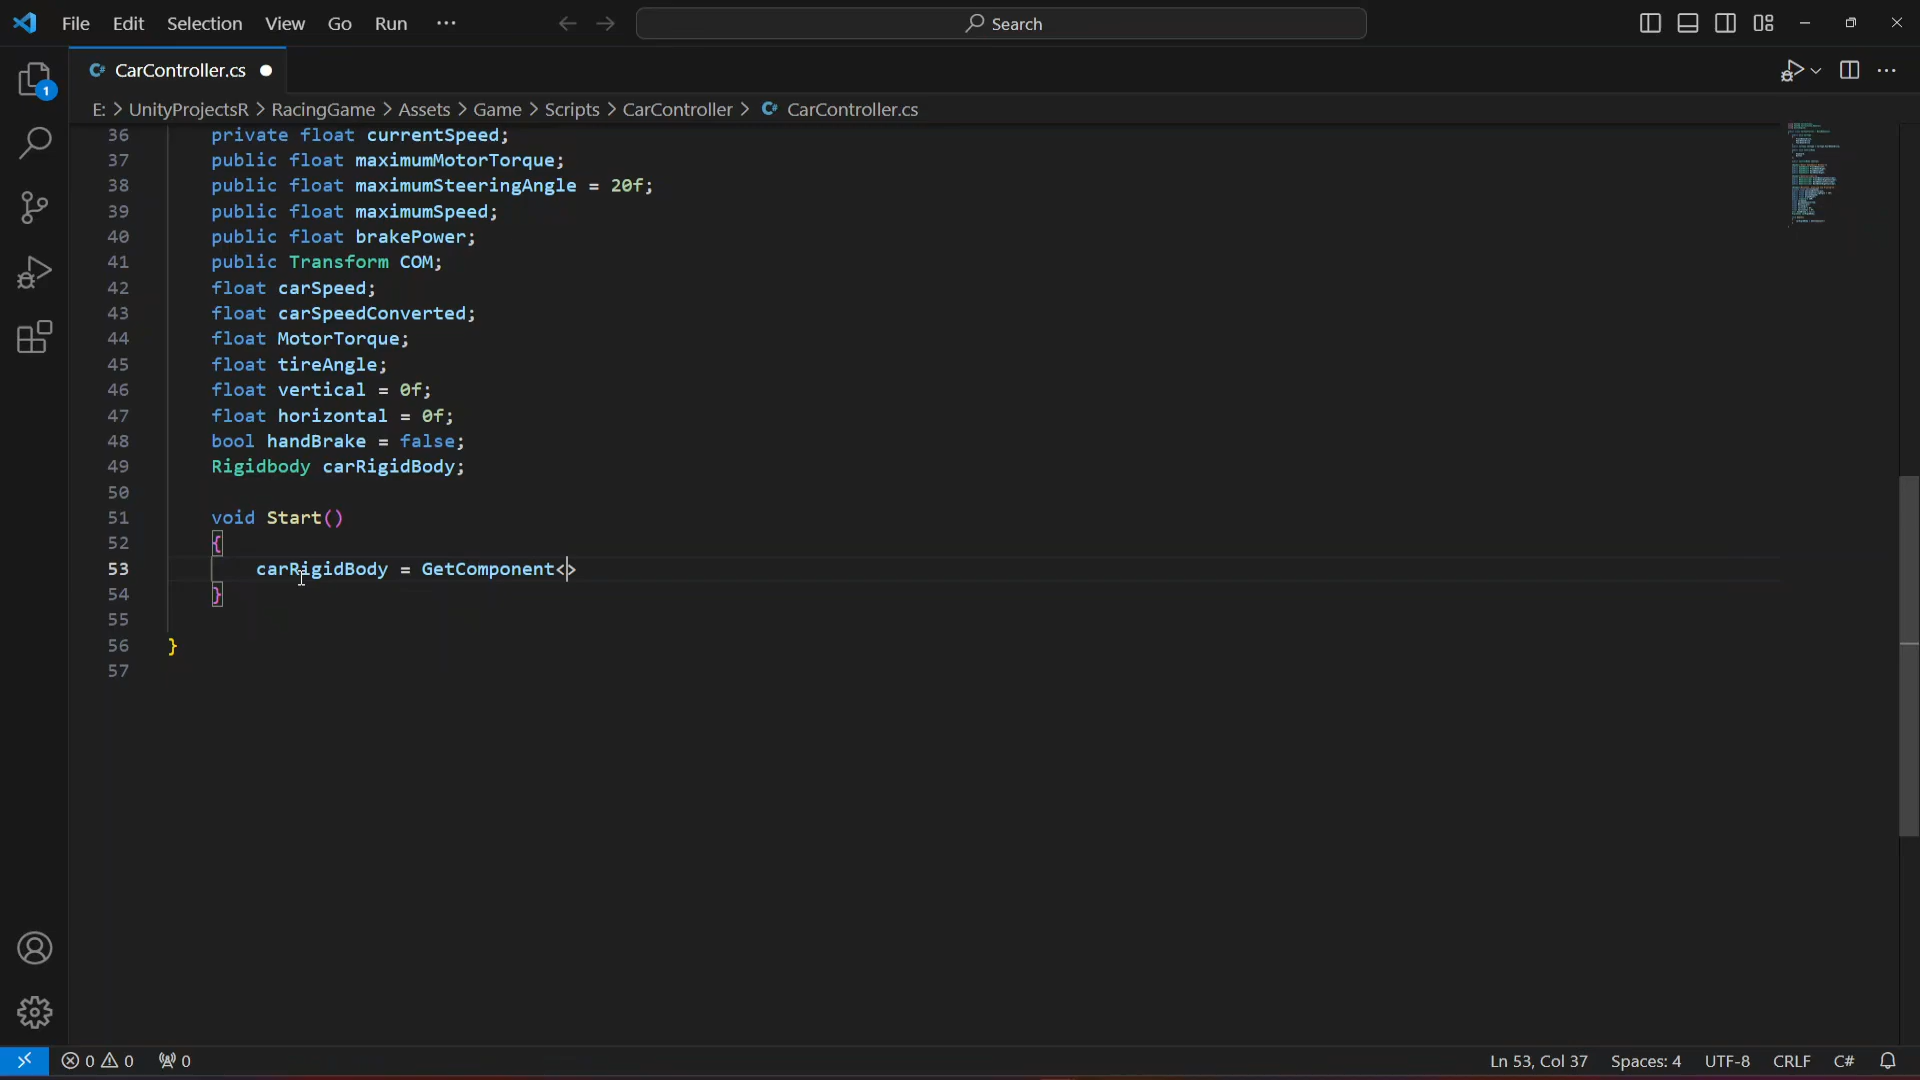 File Edit Selection View Go Run ··· Search
CarController.cs
E: > UnityProjectsR > RacingGame > Assets > Game > Scripts > CarController > CarController.cs
36 private float currentSpeed;
37 public float maximumMotorTorque;
38 public float maximumSteeringAngle = 20f;
39 public float maximumSpeed;
40 public float brakePower;
41 public Transform COM;
42 float carSpeed;
43 float carSpeedConverted;
44 float MotorTorque;
45 float tireAngle;
46 float vertical = 0f;
47 float horizontal = 0f;
48 bool handBrake = false;
49 Rigidbody carRigidBody;
50
51 void Start()
52 {
53 carRigidBody = GetComponent<>
54 }
55
56 }
57
1
0 0 0 Ln 53, Col 37 Spaces: 4 UTF-8 CRLF C#